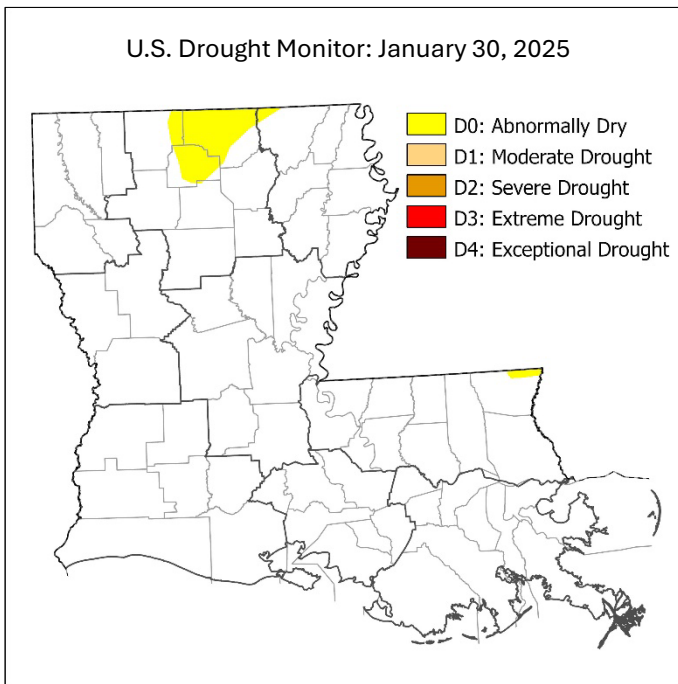 U.S. Drought Monitor: January 30, 2025
D0: Abnormally Dry
D1: Moderate Drought
D2: Severe Drought
D3: Extreme Drought
D4: Exceptional Drought